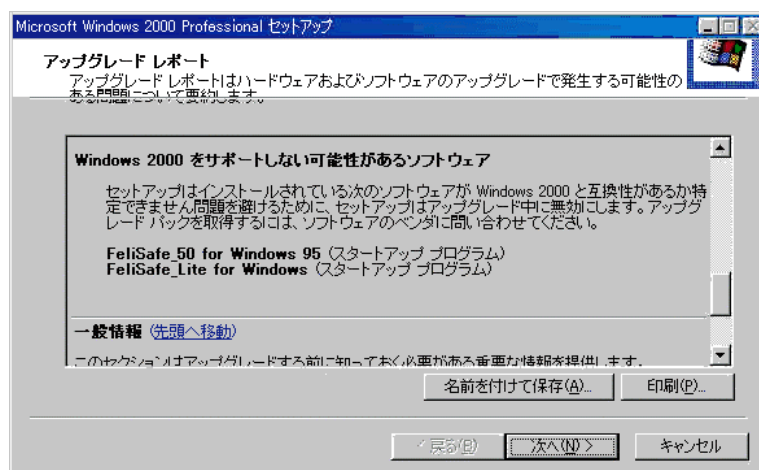 Microsoft Windows 2000 Professional セットアップ
アップグレード レポート
アップグレード レポートはハードウェアおよびソフトウェアのアップグレードで発生する可能性の
ある問題について要約します。
Windows 2000 をサポートしない可能性があるソフトウェア
セットアップはインストールされている次のソフトウェアが Windows 2000 と互換性があるか特
定できません問題を避けるために、セットアップはアップグレード中に無効にします。アップグ
レード パックを取得するには、ソフトウェアのベンダに問い合わせてください。
FeliSafe_50 for Windows 95 (スタートアップ プログラム)
FeliSafe_Lite for Windows (スタートアップ プログラム)
一般情報 (先頭へ移動)
このセクションはアップグレードする前に知っておく必要がある重要な情報を提供します。
名前を付けて保存(A)...
印刷(P)...
< 戻る(B)
次へ(N) >
キャンセル